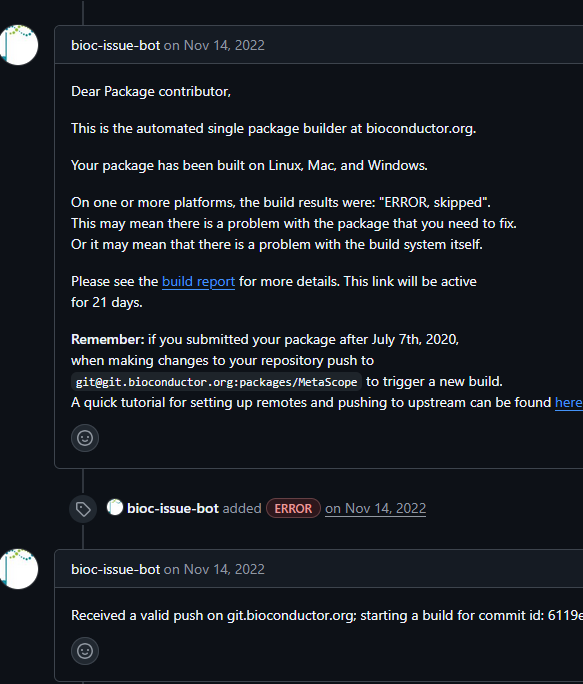 bioc-issue-bot on Nov 14, 2022
Dear Package contributor,
This is the automated single package builder at bioconductor.org.
Your package has been built on Linux, Mac, and Windows.
On one or more platforms, the build results were: "ERROR, skipped".
This may mean there is a problem with the package that you need to fix.
Or it may mean that there is a problem with the build system itself.
Please see the build report for more details. This link will be active
for 21 days.
Remember: if you submitted your package after July 7th, 2020,
when making changes to your repository push to
git@git.bioconductor.org:packages/MetaScope to trigger a new build.
A quick tutorial for setting up remotes and pushing to upstream can be found here
bioc-issue-bot added ERROR on Nov 14, 2022
bioc-issue-bot on Nov 14, 2022
Received a valid push on git.bioconductor.org; starting a build for commit id: 6119e